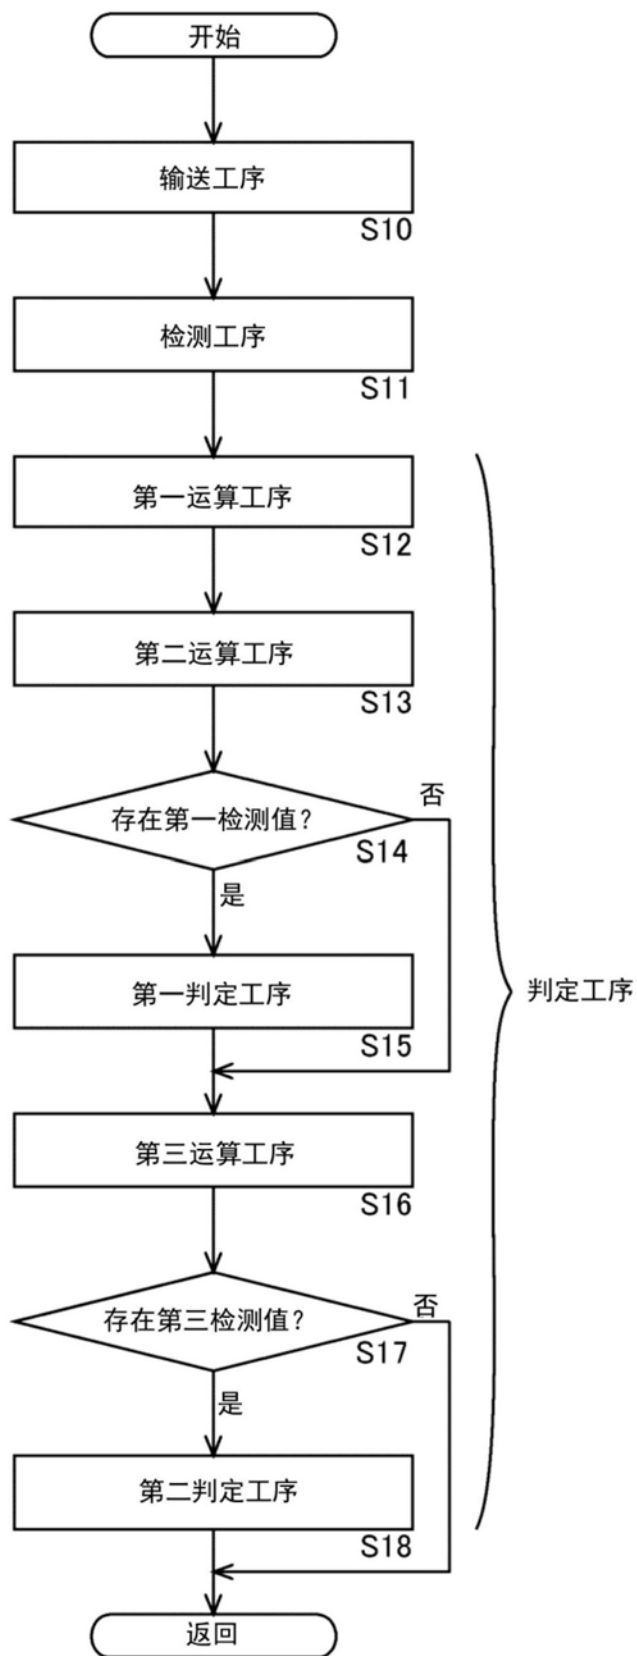 开始
输送工序
S10
检测工序
S11
第一运算工序
S12
第二运算工序
S13
存在第一检测值?
否
S14
是
第一判定工序
S15
判定工序
第三运算工序
S16
存在第三检测值?
否
S17
是
第二判定工序
S18
返回